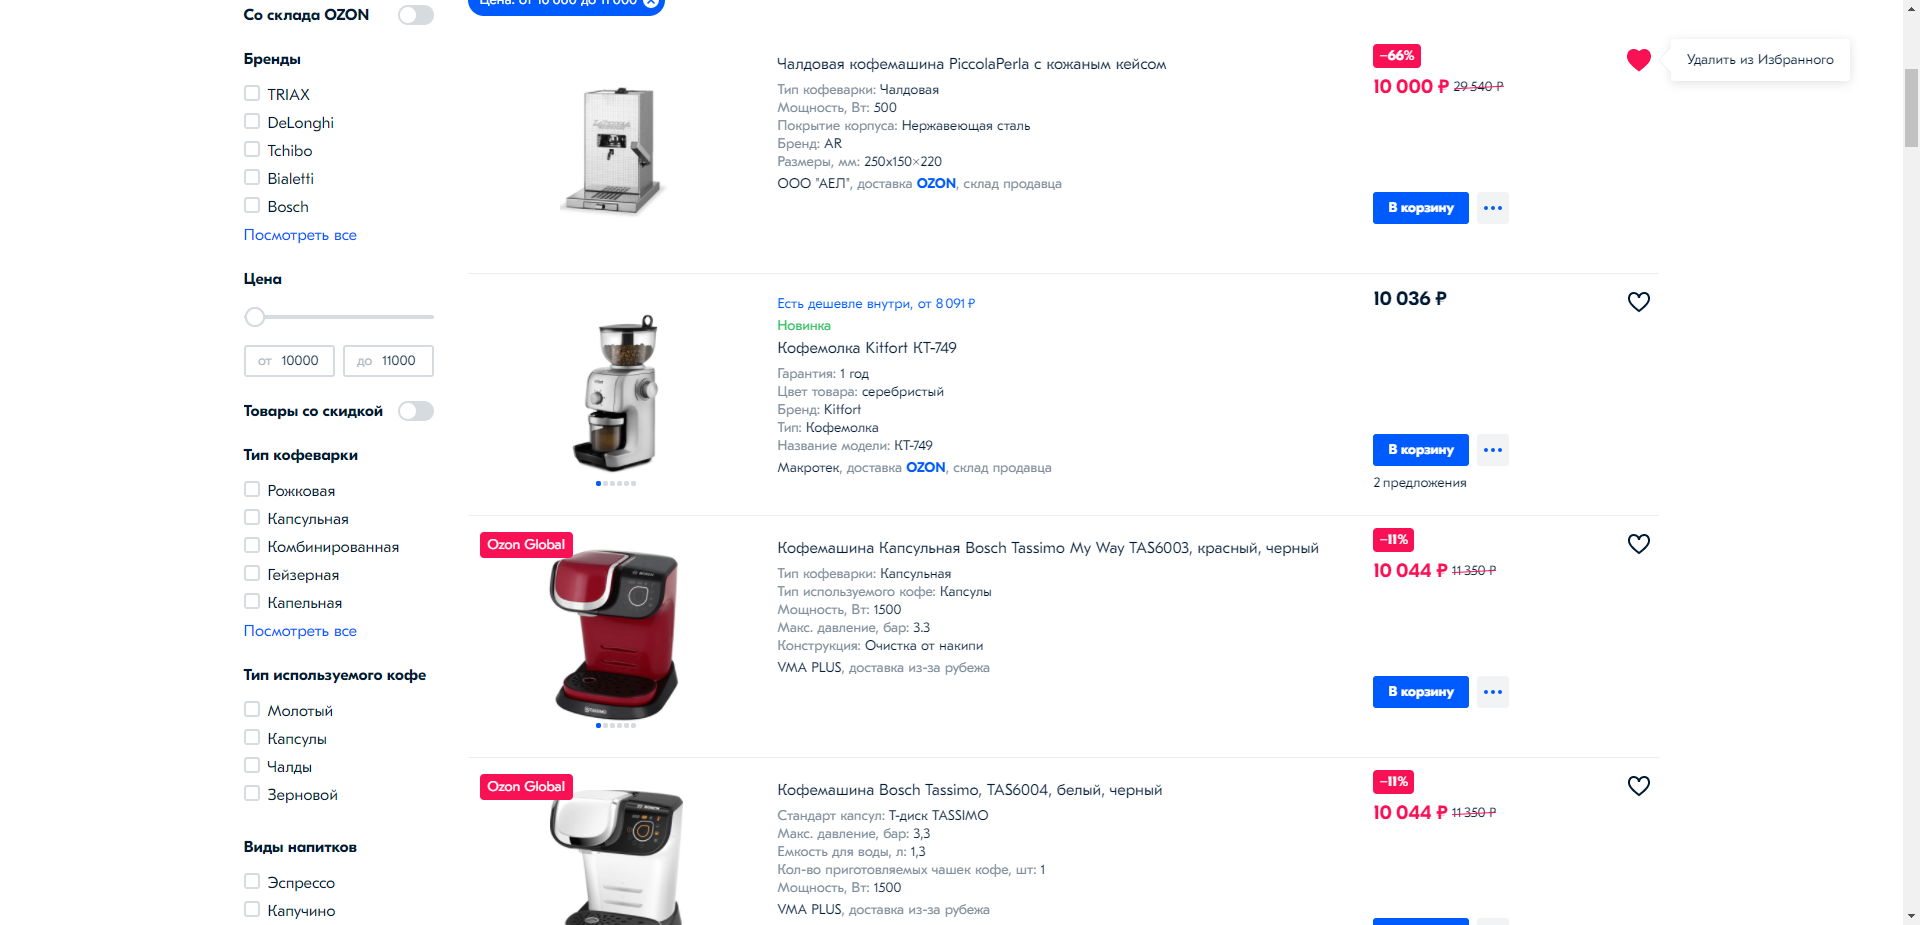 Со склада OZON
Бренды
TRIAX
DeLonghi
Tchibo
Bialetti
Bosch
Посмотреть все
Цена
от 10000
до 11000
Товары со скидкой
Тип кофеварки
Рожковая
Капсульная
Комбинированная
Гейзерная
Капельная
Посмотреть все
Тип используемого кофе
Молотый
Капсулы
Чалды
Зерновой
Виды напитков
Эспрессо
Капучино
Цена: от 10 000 до 11 000
Чалдовая кофемашина PiccolaPerla с кожаным кейсом
Тип кофеварки: Чалдовая
Мощность, Вт: 500
Покрытие корпуса: Нержавеющая сталь
Бренд: AR
Размеры, мм: 250x150×220
ООО "АЕЛ", доставка OZON, склад продавца
−66%
10 000 ₽ 29 540 ₽
В корзину
Удалить из Избранного
Есть дешевле внутри, от 8 091 ₽
Новинка
Кофемолка Kitfort KT-749
Гарантия: 1 год
Цвет товара: серебристый
Бренд: Kitfort
Тип: Кофемолка
Название модели: КТ-749
Макротек, доставка OZON, склад продавца
10 036 ₽
В корзину
2 предложения
Ozon Global
Кофемашина Капсульная Bosch Tassimo My Way TAS6003, красный, черный
Тип кофеварки: Капсульная
Тип используемого кофе: Капсулы
Мощность, Вт: 1500
Макс. давление, бар: 3.3
Конструкция: Очистка от накипи
VMA PLUS, доставка из-за рубежа
−11%
10 044 ₽ 11 350 ₽
В корзину
Ozon Global
Кофемашина Bosch Tassimo, TAS6004, белый, черный
Стандарт капсул: Т-диск TASSIMO
Макс. давление, бар: 3,3
Емкость для воды, л: 1,3
Кол-во приготовляемых чашек кофе, шт: 1
Мощность, Вт: 1500
VMA PLUS, доставка из-за рубежа
−11%
10 044 ₽ 11 350 ₽